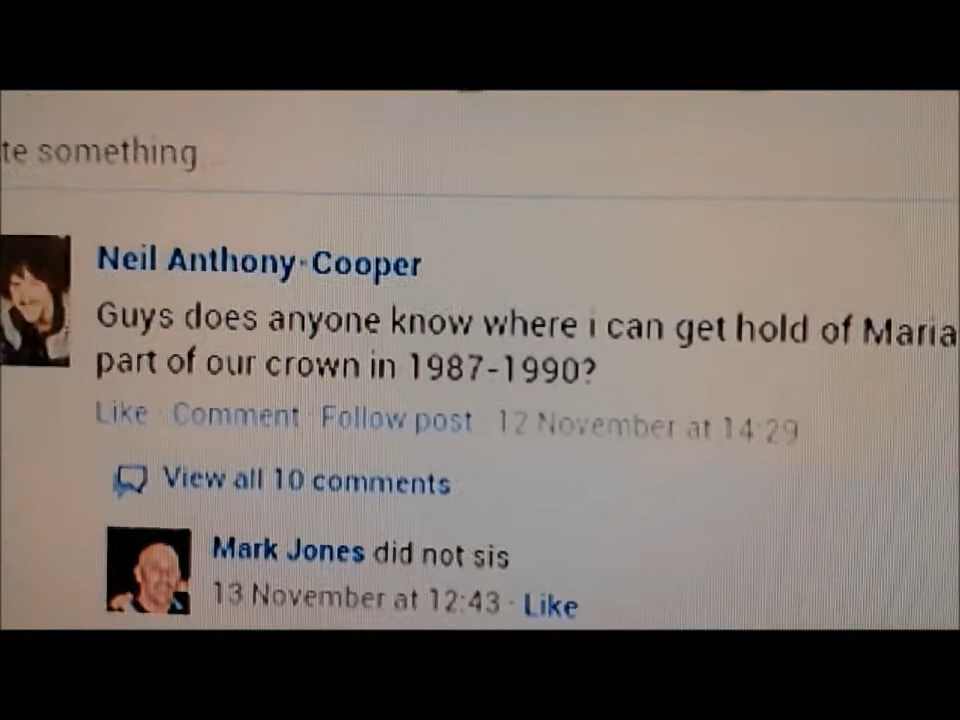 te something
Neil Anthony-Cooper
Guys does anyone know where i can get hold of Maria
part of our crown in 1987-1990?
Like · Comment · Follow post · 12 November at 14:29
View all 10 comments
Mark Jones did not sis
13 November at 12:43 · Like